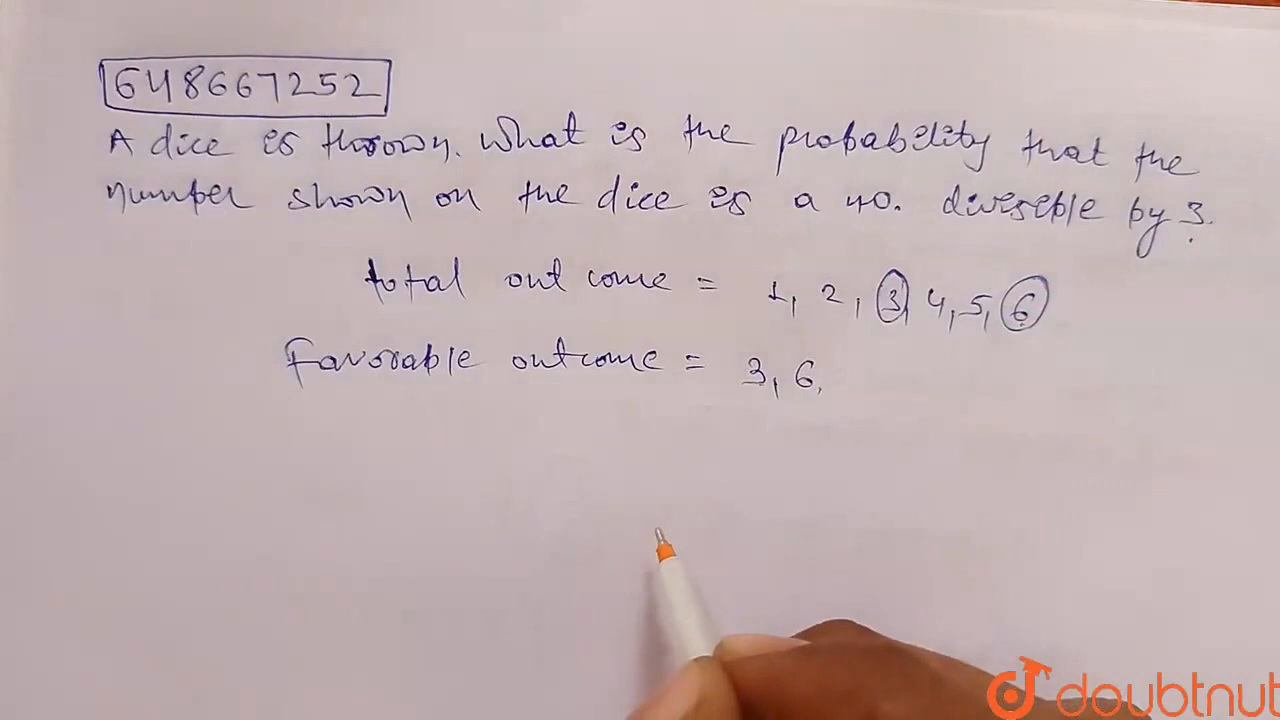 648667252
A dice is thrown. What is the probability that the
number shown on the dice is a no. divisible by 3.
total out come = 1, 2, 3, 4, 5, 6
Favorable outcome = 3, 6,
doubtnut